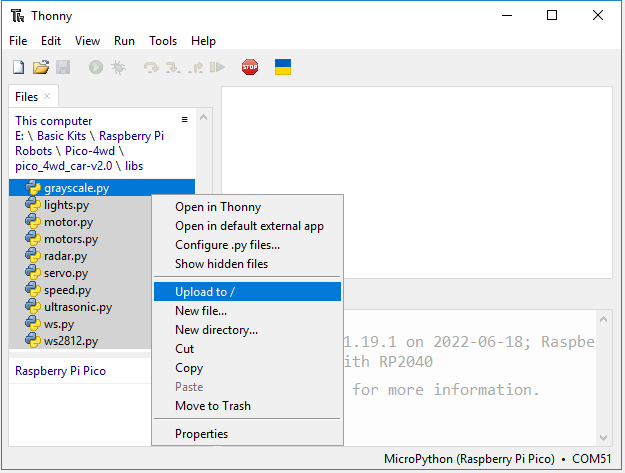 Thonny
File Edit View Run Tools Help
STOP
Files
This computer
E: \ Basic Kits \ Raspberry Pi
Robots \ Pico-4wd \
pico_4wd_car-v2.0 \ libs
grayscale.py
lights.py
motor.py
motors.py
radar.py
servo.py
speed.py
ultrasonic.py
ws.py
ws2812.py
Raspberry Pi Pico
Open in Thonny
Open in default external app
Configure .py files...
Show hidden files
Upload to /
New file...
New directory...
Cut
Copy
Paste
Move to Trash
Properties
1.19.1 on 2022-06-18; Raspbe
ith RP2040
for more information.
MicroPython (Raspberry Pi Pico) • COM51